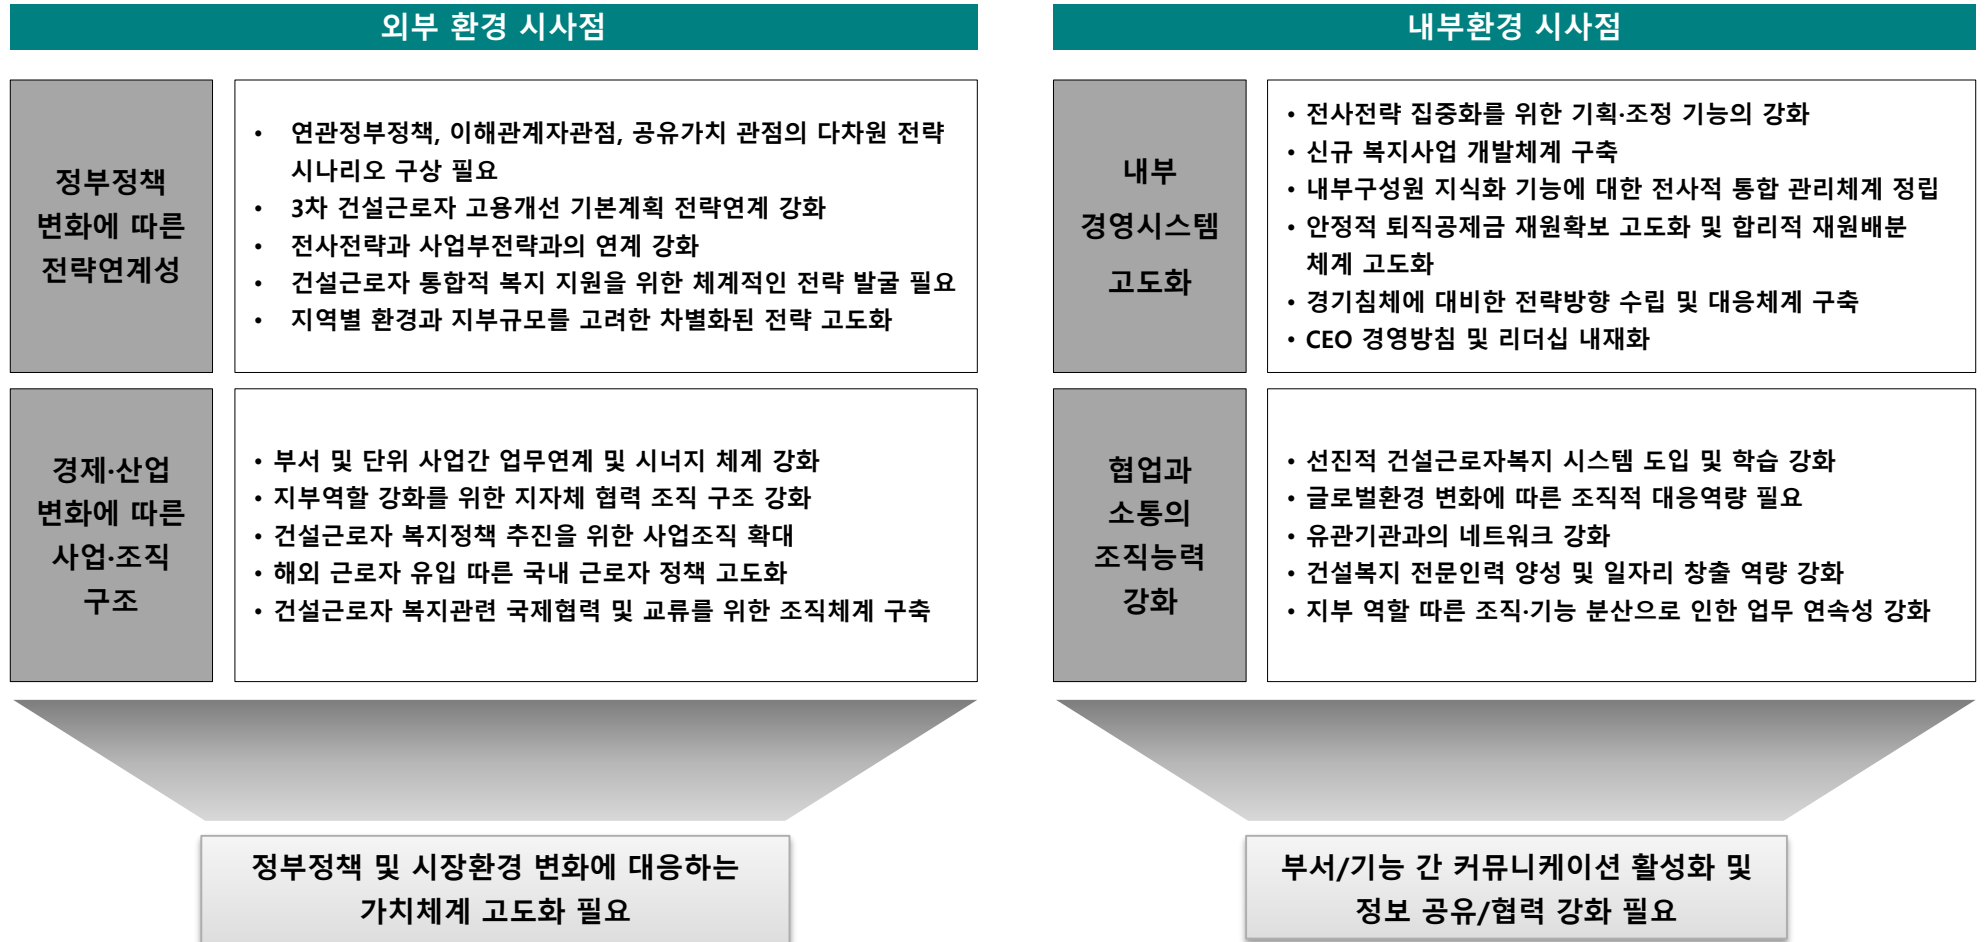 외부 환경 시사점
정부정책
변화에 따른
전략연계성
• 연관정부정책, 이해관계자관점, 공유가치 관점의 다차원 전략
시나리오 구상 필요
• 3차 건설근로자 고용개선 기본계획 전략연계 강화
• 전사전략과 사업부전략과의 연계 강화
• 건설근로자 통합적 복지 지원을 위한 체계적인 전략 발굴 필요
• 지역별 환경과 지부규모를 고려한 차별화된 전략 고도화
경제·산업
변화에 따른
사업·조직
구조
• 부서 및 단위 사업간 업무연계 및 시너지 체계 강화
• 지부역할 강화를 위한 지자체 협력 조직 구조 강화
• 건설근로자 복지정책 추진을 위한 사업조직 확대
• 해외 근로자 유입 따른 국내 근로자 정책 고도화
• 건설근로자 복지관련 국제협력 및 교류를 위한 조직체계 구축
정부정책 및 시장환경 변화에 대응하는
가치체계 고도화 필요
내부환경 시사점
내부
경영시스템
고도화
• 전사전략 집중화를 위한 기획·조정 기능의 강화
• 신규 복지사업 개발체계 구축
• 내부구성원 지식화 기능에 대한 전사적 통합 관리체계 정립
• 안정적 퇴직공제금 재원확보 고도화 및 합리적 재원배분
체계 고도화
• 경기침체에 대비한 전략방향 수립 및 대응체계 구축
• CEO 경영방침 및 리더십 내재화
협업과
소통의
조직능력
강화
• 선진적 건설근로자복지 시스템 도입 및 학습 강화
• 글로벌환경 변화에 따른 조직적 대응역량 필요
• 유관기관과의 네트워크 강화
• 건설복지 전문인력 양성 및 일자리 창출 역량 강화
• 지부 역할 따른 조직·기능 분산으로 인한 업무 연속성 강화
부서/기능 간 커뮤니케이션 활성화 및
정보 공유/협력 강화 필요